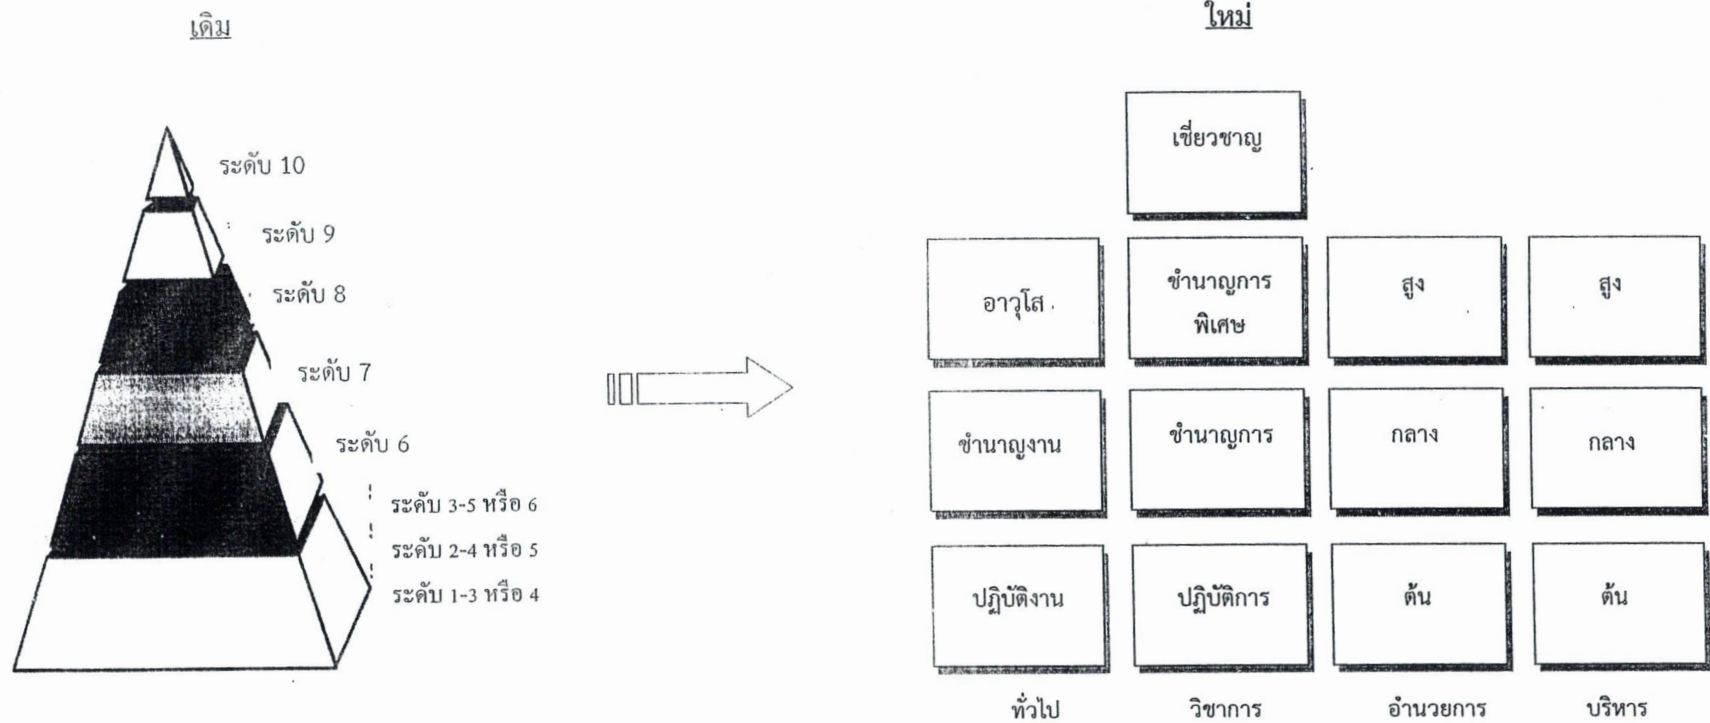 เดิม
ระดับ 10
ระดับ 9
ระดับ 8
ระดับ 7
ระดับ 6
ระดับ 3-5 หรือ 6
ระดับ 2-4 หรือ 5
ระดับ 1-3 หรือ 4
ใหม่
เชี่ยวชาญ
อาวุโส
ชำนาญการ
พิเศษ
สูง
สูง
ชำนาญงาน
ชำนาญการ
กลาง
กลาง
ปฏิบัติงาน
ปฏิบัติการ
ต้น
ต้น
ทั่วไป
วิชาการ
อำนวยการ
บริหาร